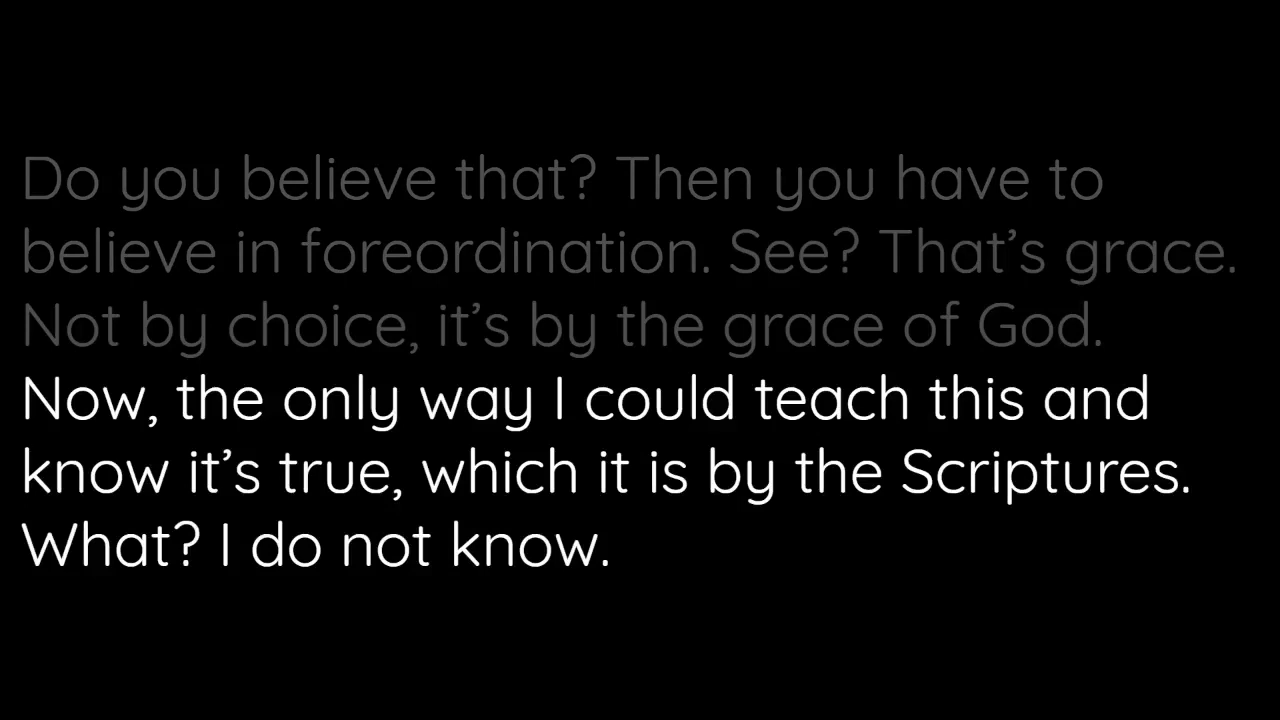 Do you believe that? Then you have to
believe in foreordination. See? That’s grace.
Not by choice, it’s by the grace of God.
Now, the only way I could teach this and
know it’s true, which it is by the Scriptures.
What? I do not know.